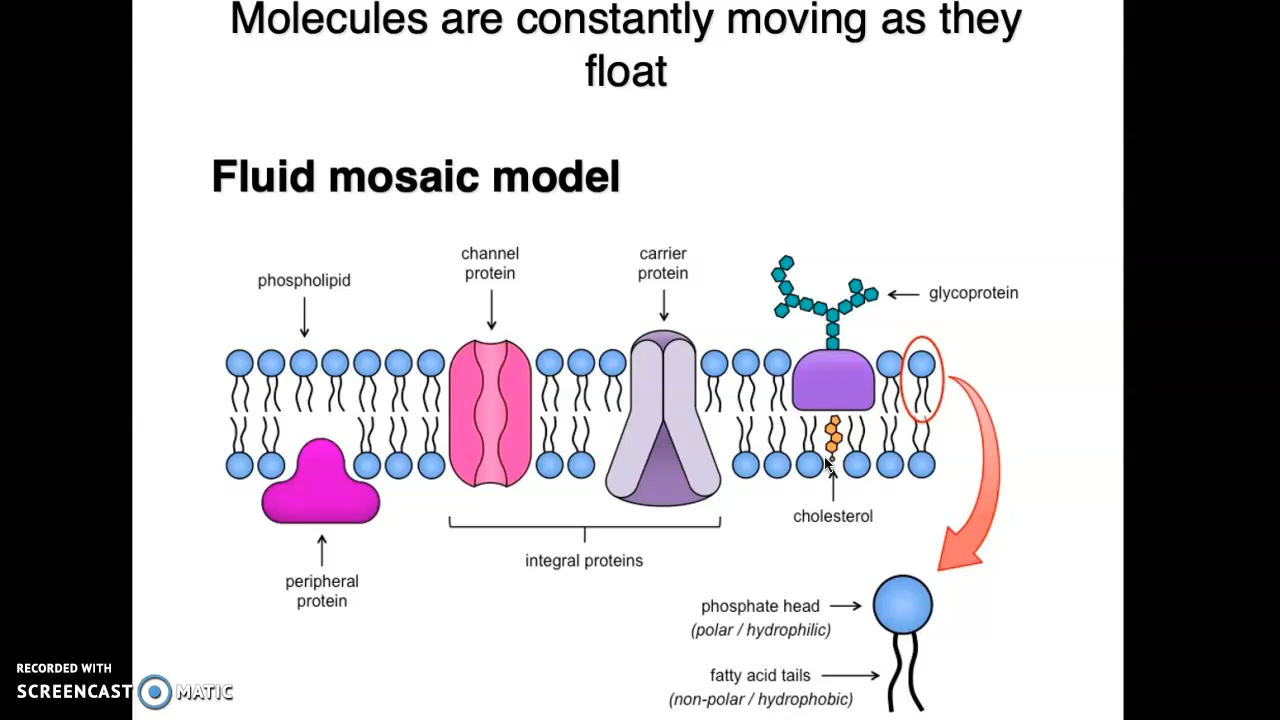 Molecules are constantly moving as they
float
Fluid mosaic model
channel
protein
carrier
protein
phospholipid
glycoprotein
cholesterol
integral proteins
peripheral
protein
phosphate head
(polar / hydrophilic)
fatty acid tails
(non-polar / hydrophobic)
RECORDED WITH
SCREENCAST MATIC